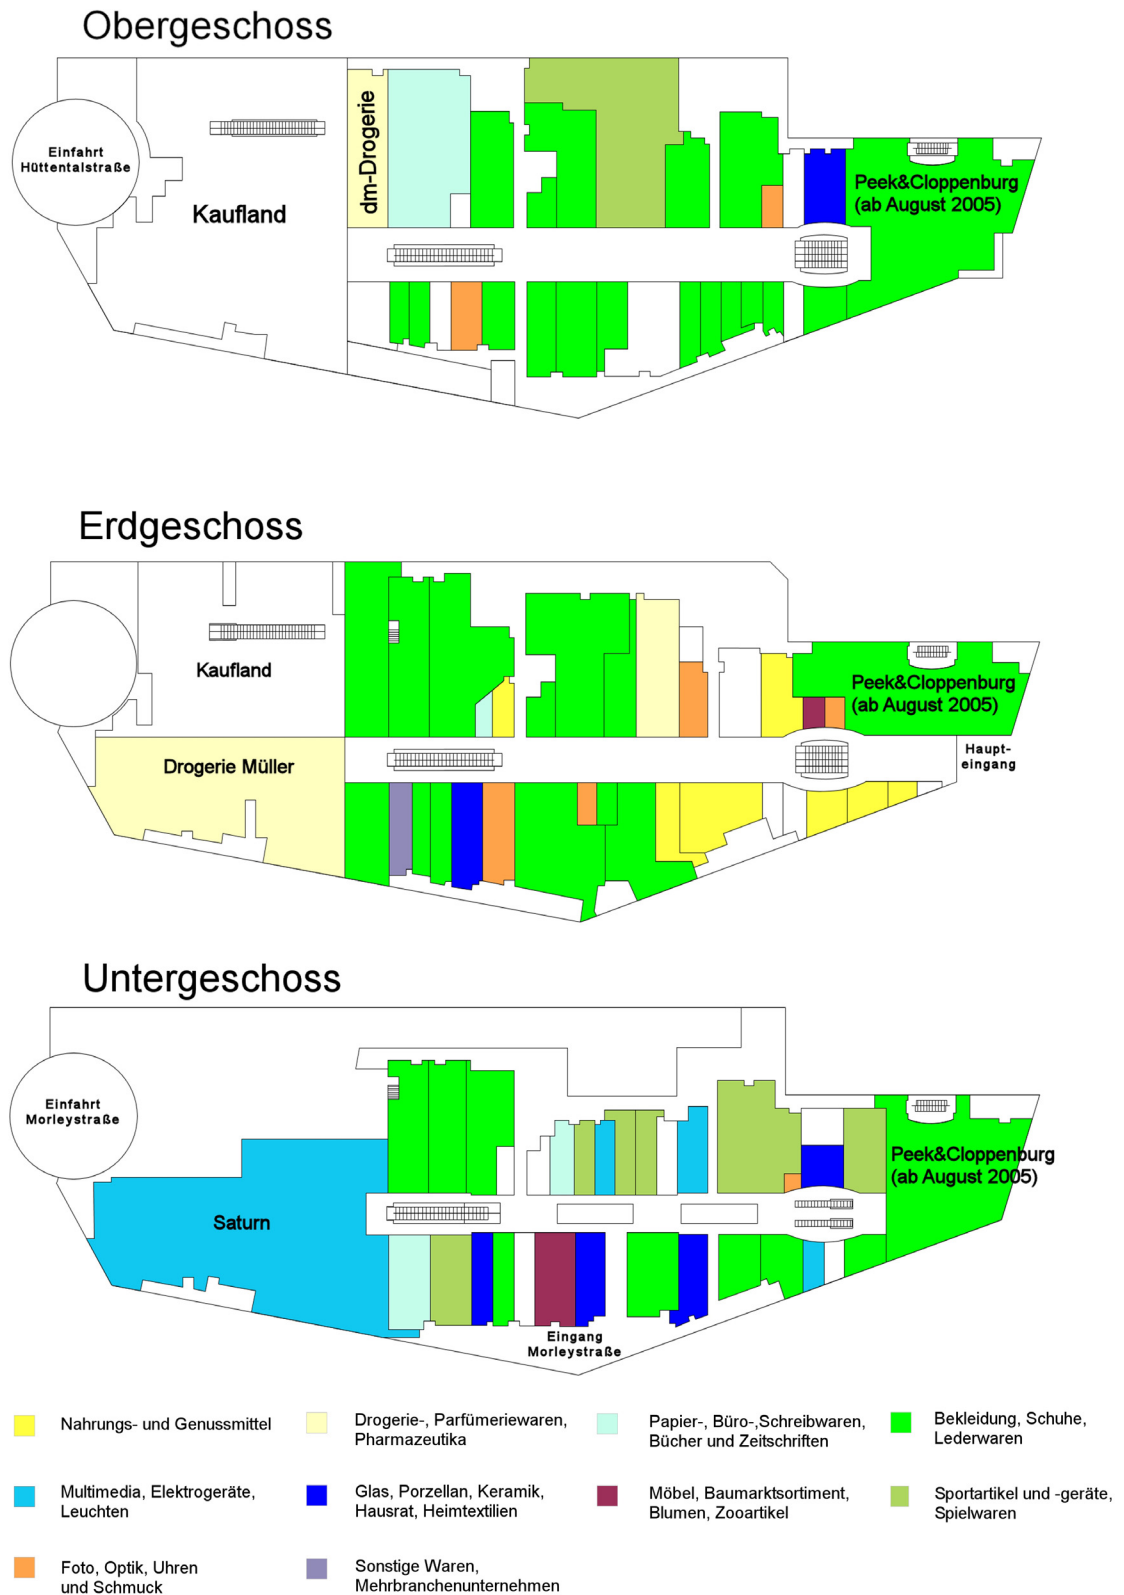 Obergeschoss
Einfahrt
Hüttentalstraße
Kaufland
dm-Drogerie
Peek&Cloppenburg
(ab August 2005)
Erdgeschoss
Kaufland
Peek&Cloppenburg
(ab August 2005)
Drogerie Müller
Haupt-
eingang
Untergeschoss
Einfahrt
Morleystraße
Saturn
Peek&Cloppenburg
(ab August 2005)
Eingang
Morleystraße
Nahrungs- und Genussmittel
Drogerie-, Parfümeriewaren,
Pharmazeutika
Papier-, Büro-,Schreibwaren,
Bücher und Zeitschriften
Bekleidung, Schuhe,
Lederwaren
Multimedia, Elektrogeräte,
Leuchten
Glas, Porzellan, Keramik,
Hausrat, Heimtextilien
Möbel, Baumarktsortiment,
Blumen, Zooartikel
Sportartikel und -geräte,
Spielwaren
Foto, Optik, Uhren
und Schmuck
Sonstige Waren,
Mehrbranchenunternehmen